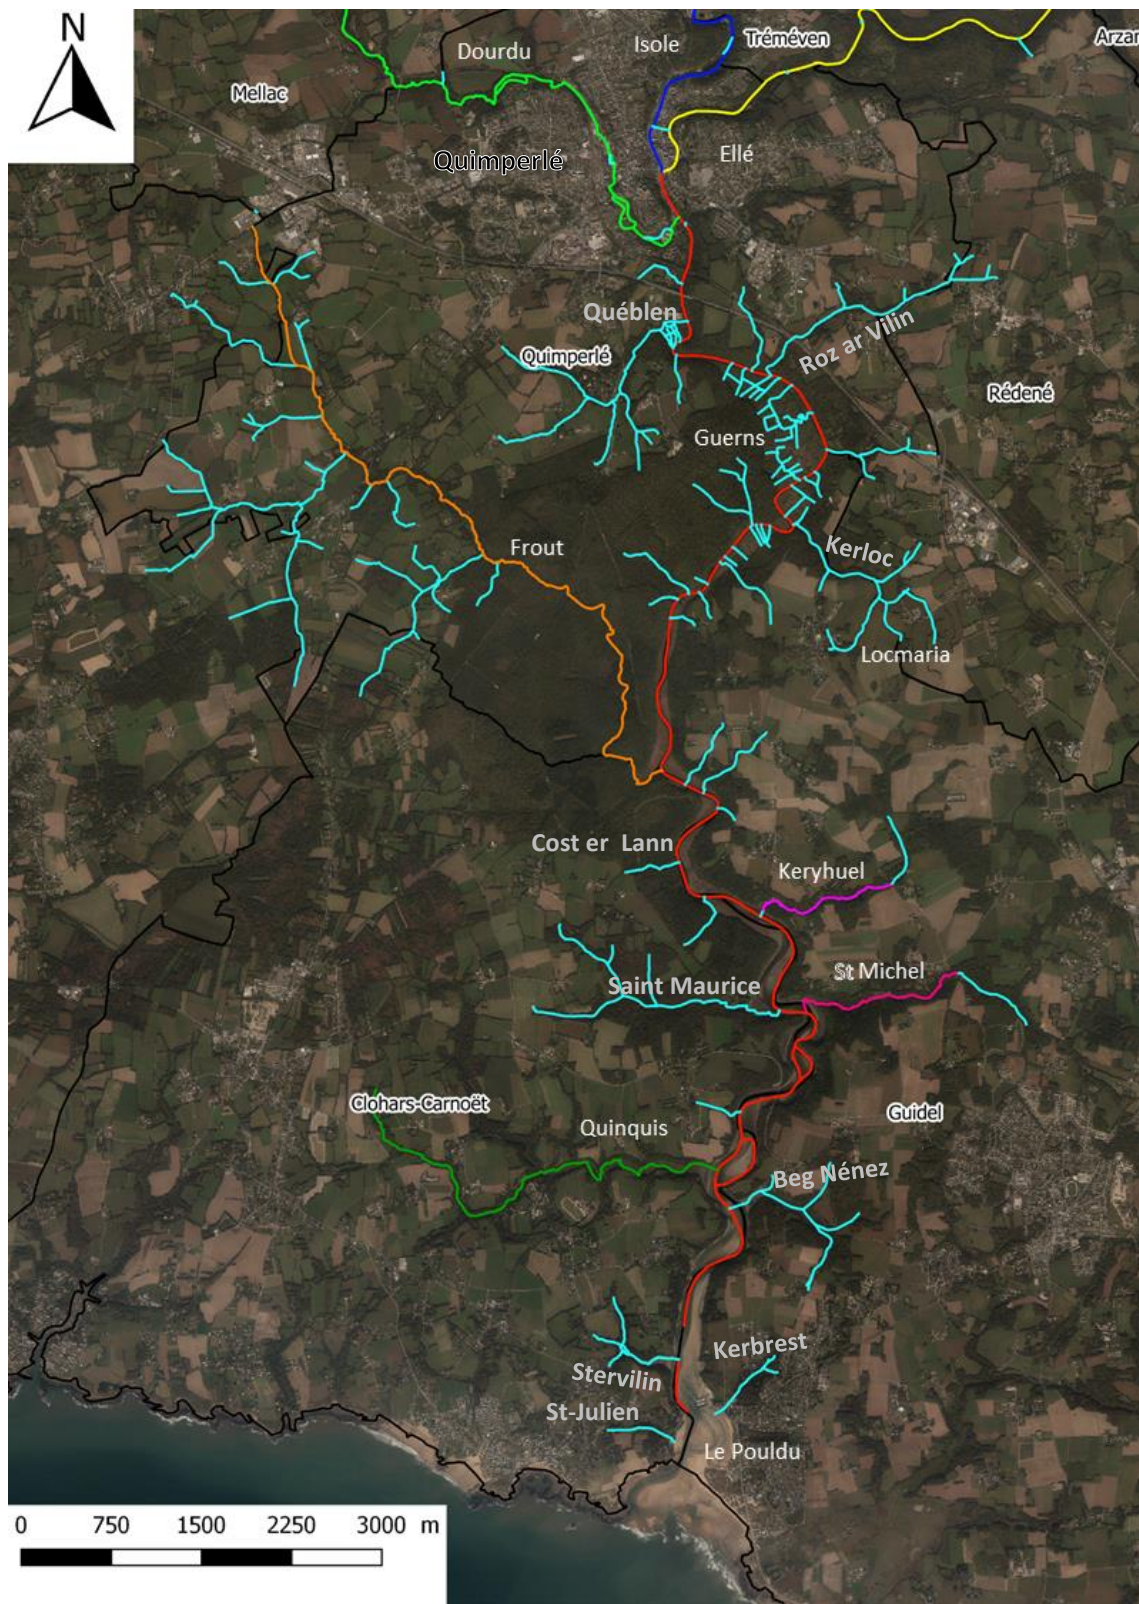 N
Dourdu
Isole
Tréméven
Arzar
Mellac
Quimperlé
Ellé
Québlen
Roz ar Vilin
Quimperlé
Rédené
Guerns
Frout
Kerloc
Locmaria
Cost er Lann
Keryhuel
St Michel
Saint Maurice
Clohars-Carnoët
Guidel
Quinquis
Beg Nénez
Kerbrest
Stervilin
St-Julien
Le Pouldu
0 750 1500 2250 3000 m